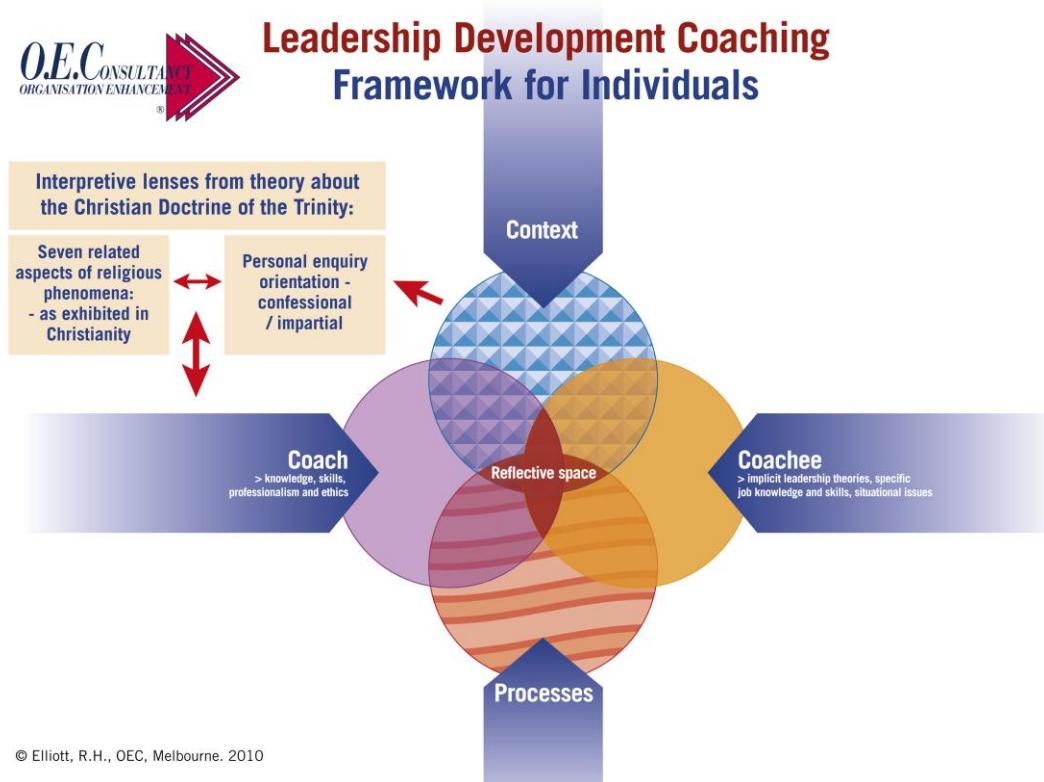 O.E.CONSULTANCY
ORGANISATION ENHANCEMENT
®
Leadership Development Coaching
Framework for Individuals
Interpretive lenses from theory about
the Christian Doctrine of the Trinity:
Seven related
aspects of religious
phenomena:
- as exhibited in
Christianity
Personal enquiry
orientation -
confessional
/ impartial
Context
Coach
> knowledge, skills,
professionalism and ethics
Reflective space
Coachee
> implicit leadership theories, specific
job knowledge and skills, situational issues
Processes
© Elliott, R.H., OEC, Melbourne. 2010